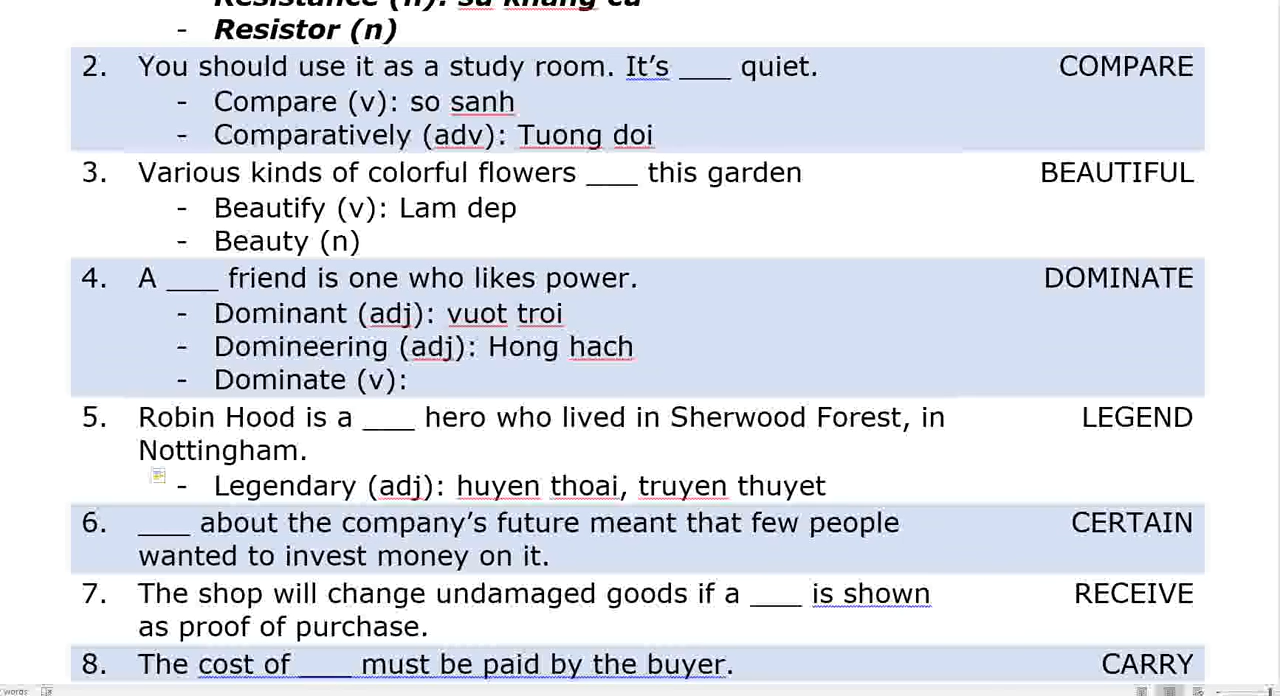 Resistance (n): su khang cu
- Resistor (n)
2. You should use it as a study room. It’s ___ quiet. COMPARE
- Compare (v): so sanh
- Comparatively (adv): Tuong doi
3. Various kinds of colorful flowers ___ this garden BEAUTIFUL
- Beautify (v): Lam dep
- Beauty (n)
4. A ___ friend is one who likes power. DOMINATE
- Dominant (adj): vuot troi
- Domineering (adj): Hong hach
- Dominate (v):
5. Robin Hood is a ___ hero who lived in Sherwood Forest, in LEGEND
Nottingham.
- Legendary (adj): huyen thoai, truyen thuyet
6. ___ about the company’s future meant that few people CERTAIN
wanted to invest money on it.
7. The shop will change undamaged goods if a ___ is shown RECEIVE
as proof of purchase.
8. The cost of ___ must be paid by the buyer. CARRY
words